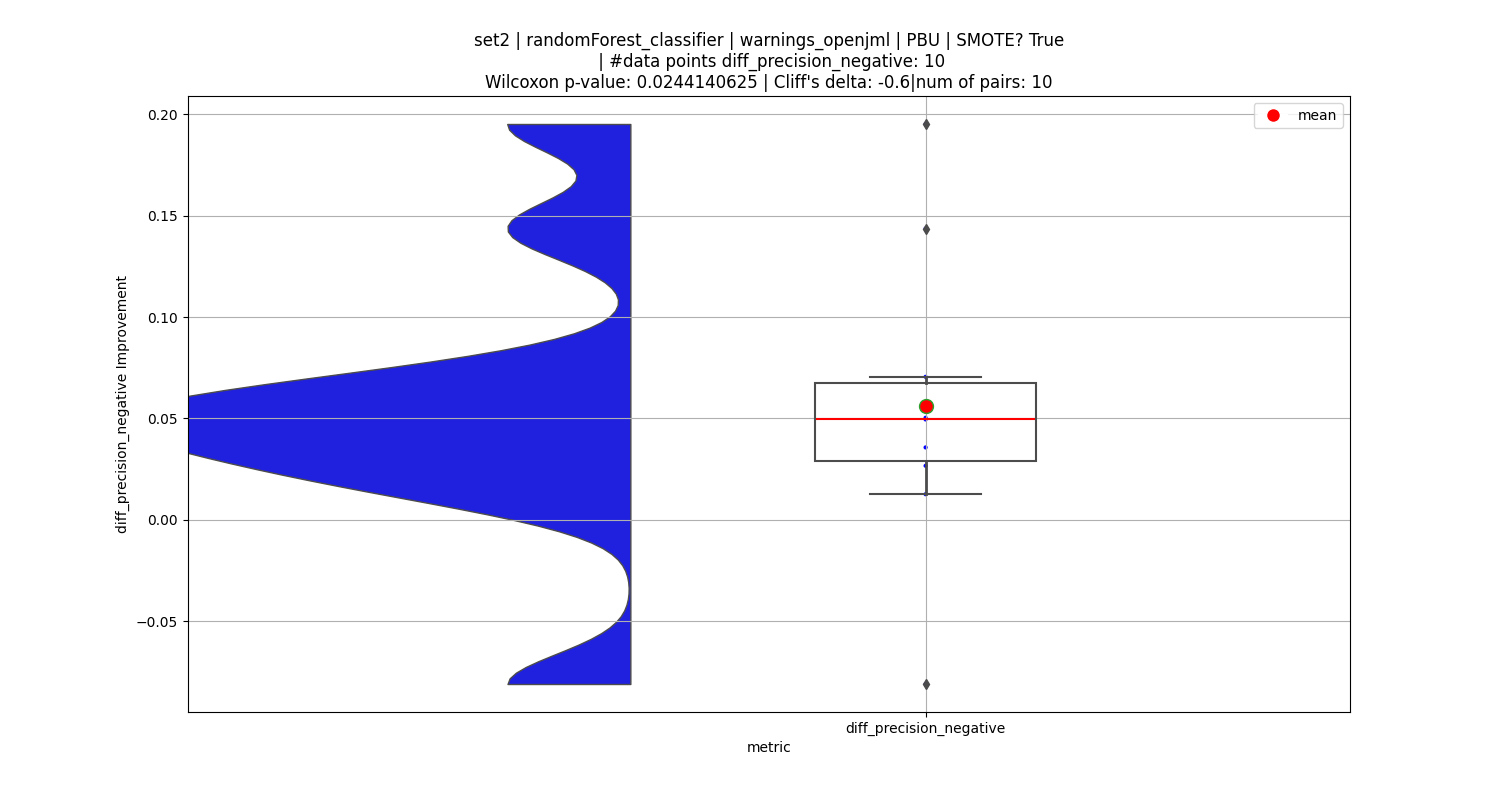 set2 | randomForest_classifier | warnings_openjml | PBU | SMOTE? True
| #data points diff_precision_negative: 10
Wilcoxon p-value: 0.0244140625 | Cliff's delta: -0.6|num of pairs: 10
mean
0.20
0.15
0.10
0.05
0.00
−0.05
diff_precision_negative Improvement
diff_precision_negative
metric